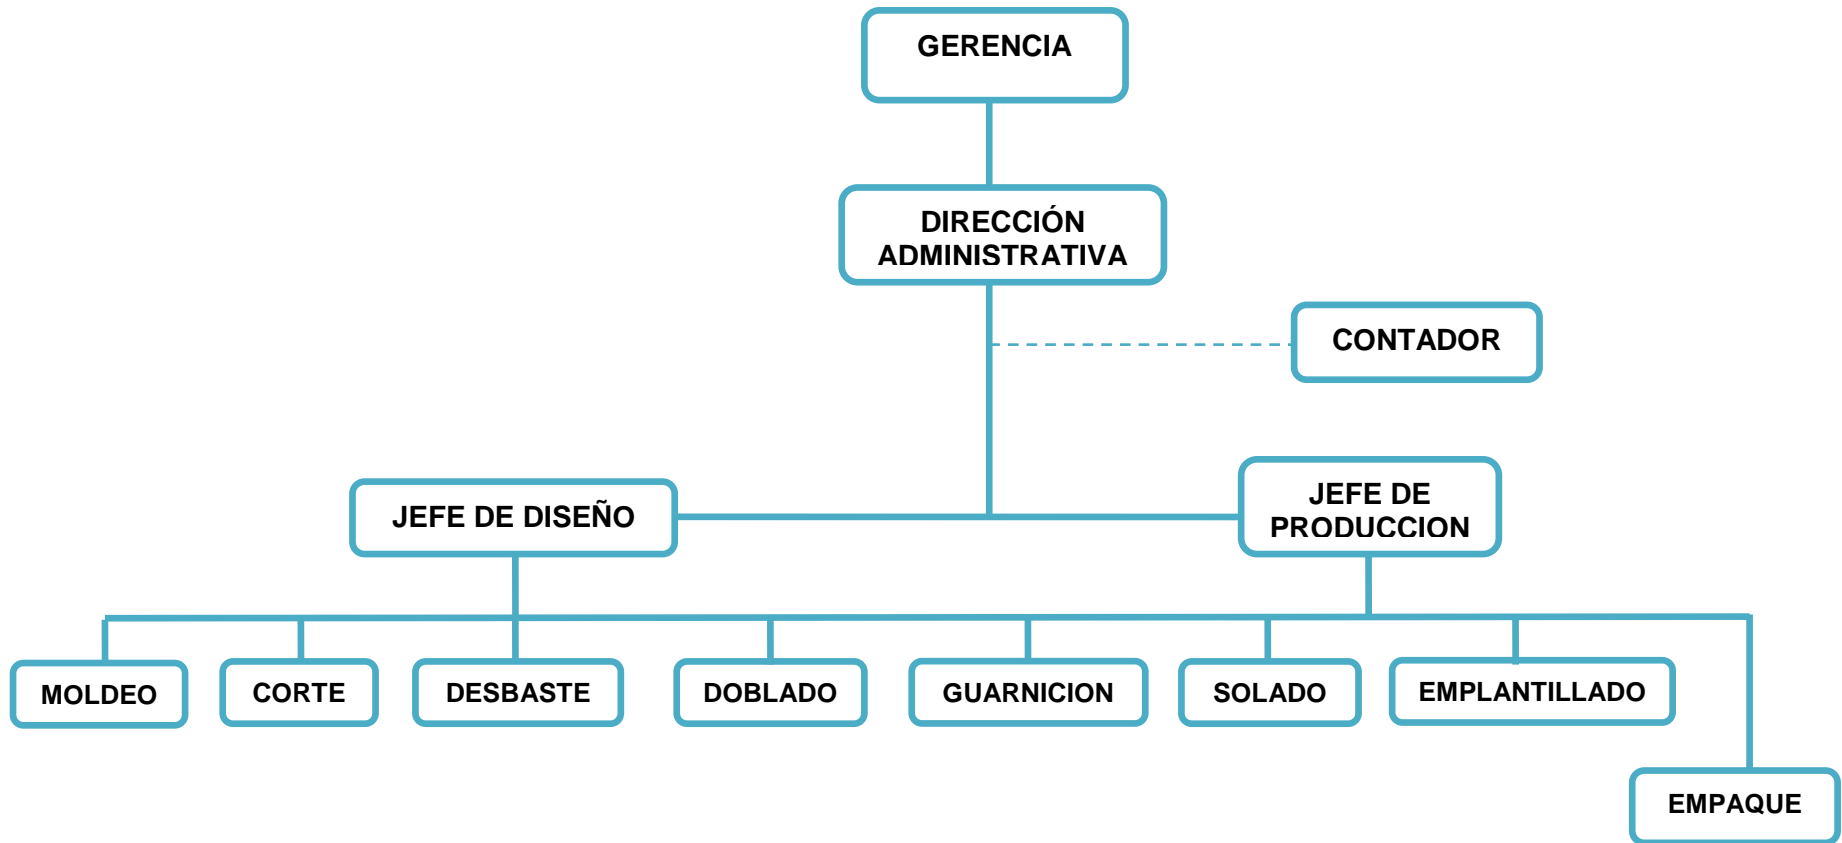 GERENCIA
DIRECCIÓN
ADMINISTRATIVA
CONTADOR
JEFE DE DISEÑO
JEFE DE
PRODUCCION
MOLDEO
CORTE
DESBASTE
DOBLADO
GUARNICION
SOLADO
EMPLANTILLADO
EMPAQUE